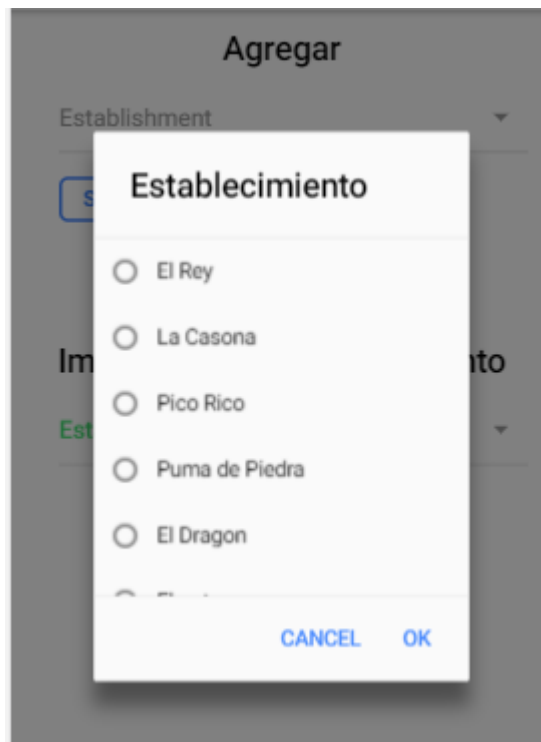 Agregar
Establishment
Establecimiento
El Rey
La Casona
Pico Rico
Puma de Piedra
El Dragon
CANCEL OK